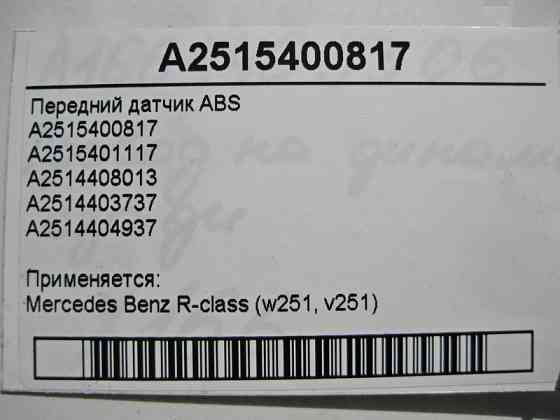 A2515400817
Передний датчик ABS
A2515400817
A2515401117
A2514408013
A2514403737
A2514404937
Применяется:
Mercedes Benz R-class (w251, v251)